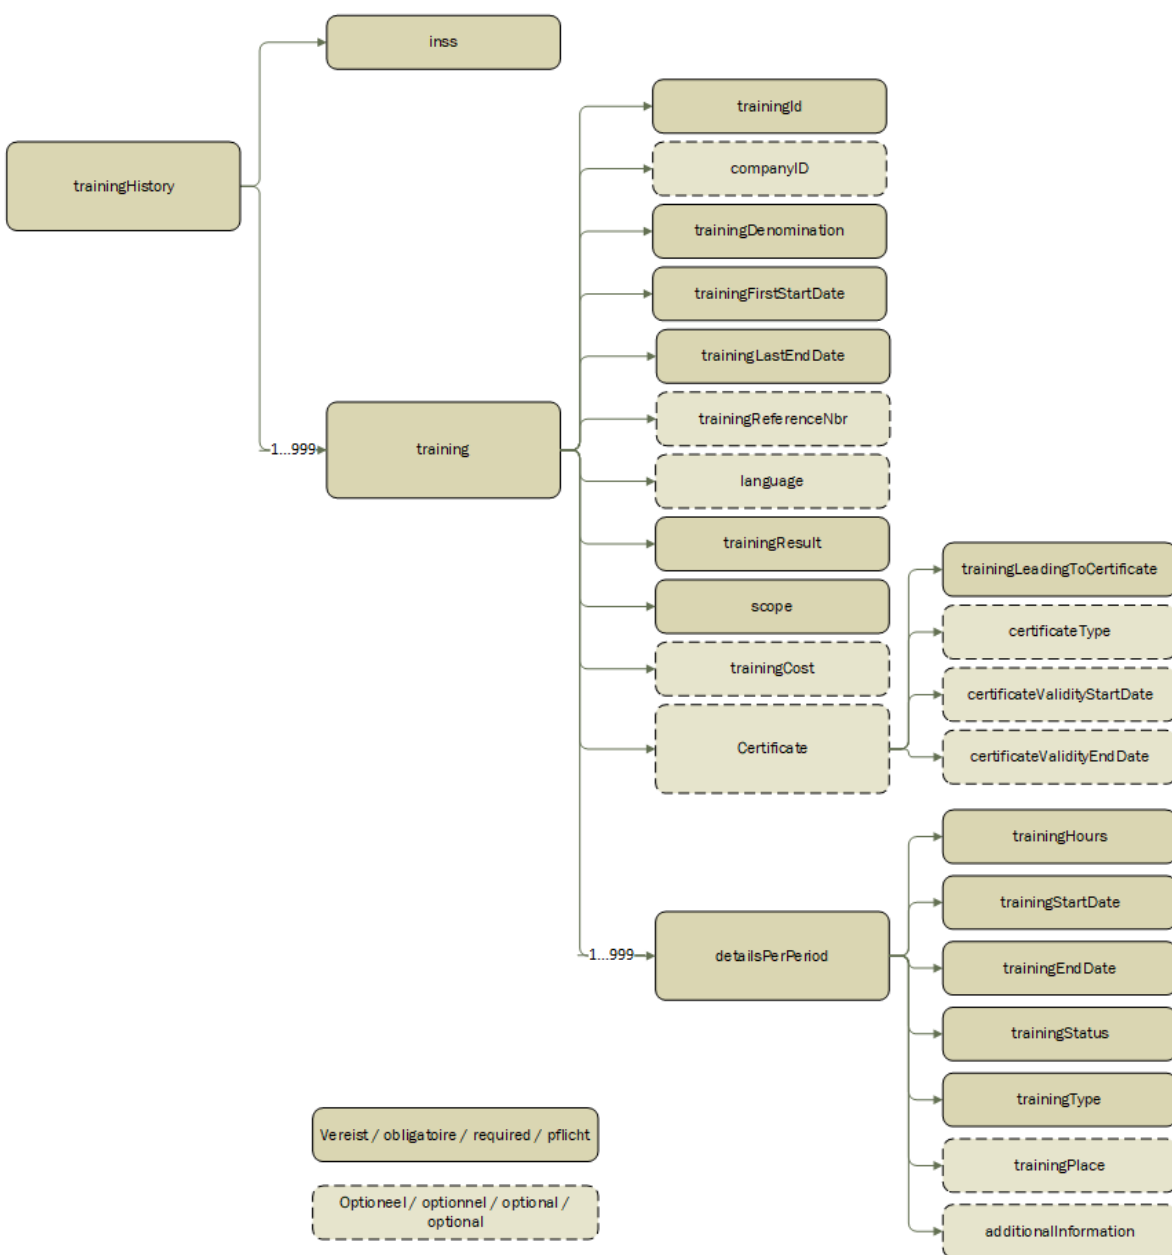 inss
trainingId
companyID
trainingHistory
trainingDenomination
trainingFirstStartDate
trainingLastEndDate
trainingReferenceNbr
1...999
training
language
trainingResult
trainingLeadingToCertificate
scope
certificateType
trainingCost
certificateValidityStartDate
Certificate
certificateValidityEndDate
trainingHours
trainingStartDate
1...999
detailsPerPeriod
trainingEndDate
trainingStatus
trainingType
Vereist / obligatoire / required / pflicht
trainingPlace
Optioneel / optionnel / optional /
optional
additionalInformation